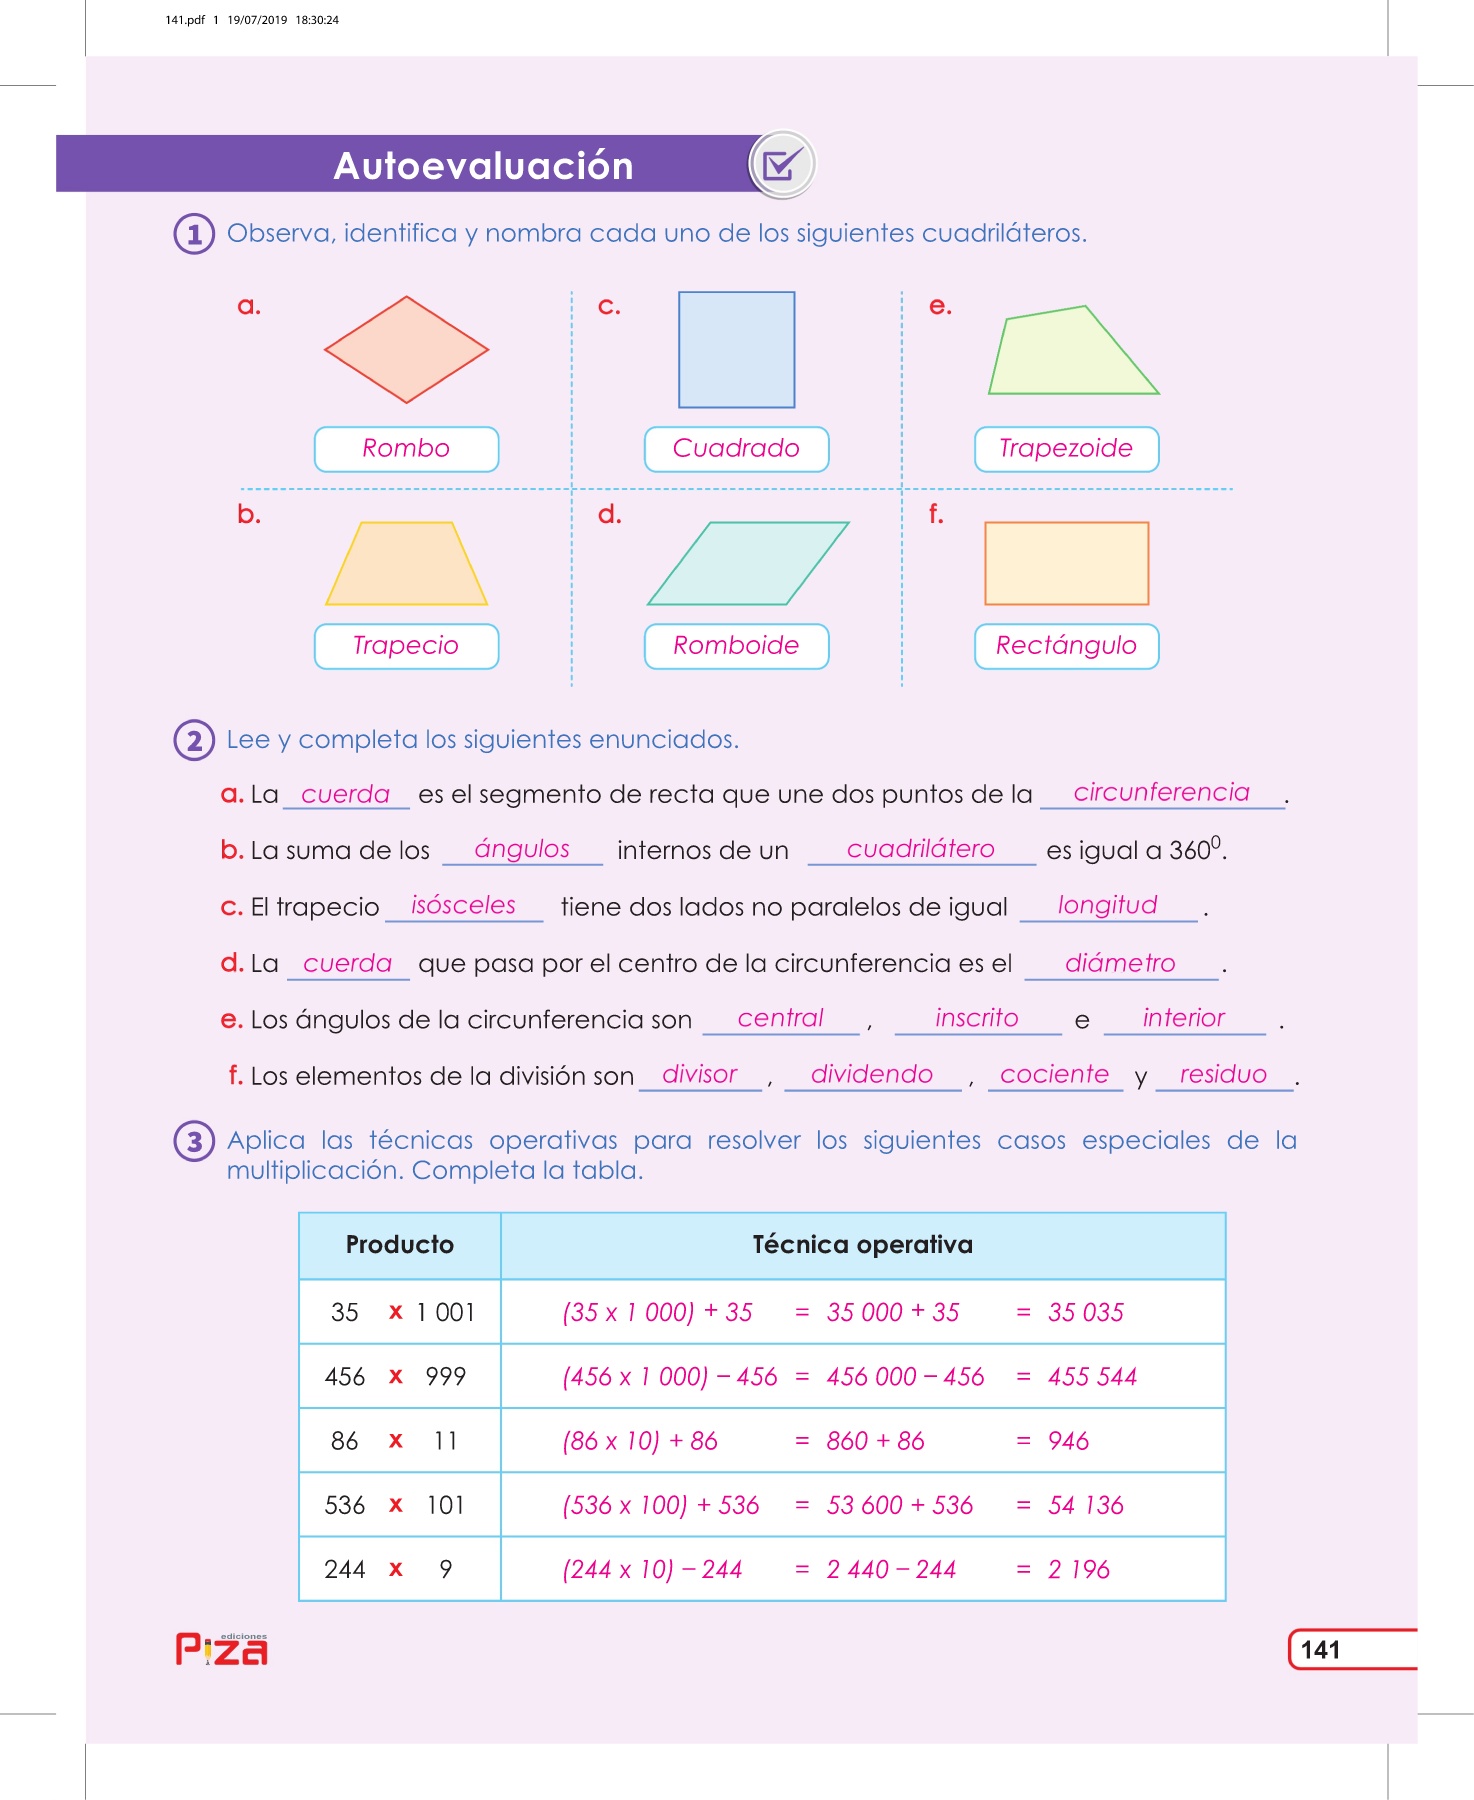 141.pdf 1 19/07/2019 18:30:24
Autoevaluación
1 Observa, identifica y nombra cada uno de los siguientes cuadriláteros.
a. c. e.
Rombo Cuadrado Trapezoide
b. d. f.
Trapecio Romboide Rectángulo
2 Lee y completa los siguientes enunciados.
a. La cuerda es el segmento de recta que une dos puntos de la circunferencia.
b. La suma de los ángulos internos de un cuadrilátero es igual a 360⁰.
c. El trapecio isósceles tiene dos lados no paralelos de igual longitud.
d. La cuerda que pasa por el centro de la circunferencia es el diámetro.
e. Los ángulos de la circunferencia son central, inscrito e interior.
f. Los elementos de la división son divisor, dividendo, cociente y residuo.
3 Aplica las técnicas operativas para resolver los siguientes casos especiales de la
multiplicación. Completa la tabla.
Producto Técnica operativa
35 x 1 001 (35 x 1 000) + 35 = 35 000 + 35 = 35 035
456 x 999 (456 x 1 000) – 456 = 456 000 – 456 = 455 544
86 x 11 (86 x 10) + 86 = 860 + 86 = 946
536 x 101 (536 x 100) + 536 = 53 600 + 536 = 54 136
244 x 9 (244 x 10) – 244 = 2 440 – 244 = 2 196
ediciones
Piza
141